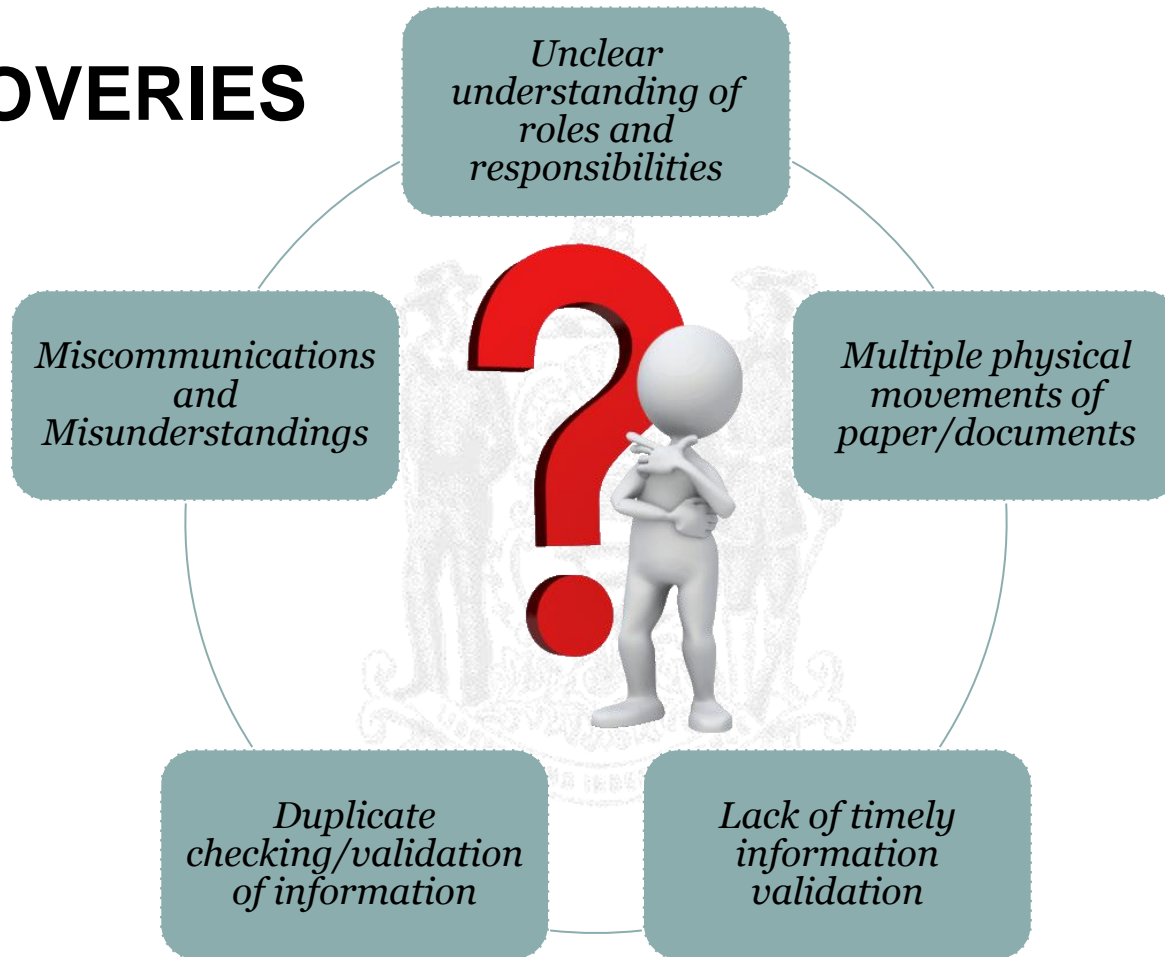 OVERIES
Unclear
understanding of
roles and
responsibilities
Miscommunications
and
Misunderstandings
Multiple physical
movements of
paper/documents
Duplicate
checking/validation
of information
Lack of timely
information
validation